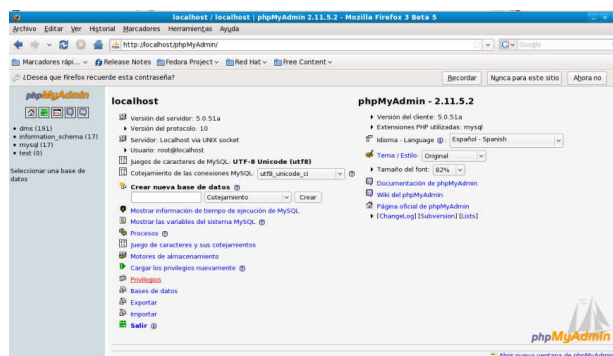 localhost / localhost | phpMyAdmin 2.11.5.2 - Mozilla Firefox 3 Beta 5
Archivo Editar Ver Historial Marcadores Herramientas Ayuda
http://localhost/phpMyAdmin/
Google
Marcadores rápi... Release Notes Fedora Project Red Hat Free Content
¿Desea que Firefox recuerde esta contraseña?
Recordar Nunca para este sitio Ahora no
phpMyAdmin
dms (191)
information_schema (17)
mysql (17)
test (0)
Seleccionar una base de datos
localhost
Versión del servidor: 5.0.51a
Versión del protocolo: 10
Servidor: Localhost via UNIX socket
Usuario: root@localhost
Juegos de caracteres de MySQL: UTF-8 Unicode (utf8)
Cotejamiento de las conexiones MySQL: utf8_unicode_ci
Crear nueva base de datos
Cotejamiento Crear
Mostrar información de tiempo de ejecución de MySQL
Mostrar las variables del sistema MySQL
Procesos
Juego de caracteres y sus cotejamientos
Motores de almacenamiento
Cargar los privilegios nuevamente
Privilegios
Bases de datos
Exportar
Importar
Salir
phpMyAdmin - 2.11.5.2
Versión del cliente: 5.0.51a
Extensiones PHP utilizadas: mysql
Idioma - Language : Español - Spanish
Tema / Estilo: Original
Tamaño del font: 82%
Documentación de phpMyAdmin
Wiki del phpMyAdmin
Página oficial de phpMyAdmin
[ChangeLog] [Subversion] [Lists]
phpMyAdmin
Abrir nueva ventana de phpMyAdmin